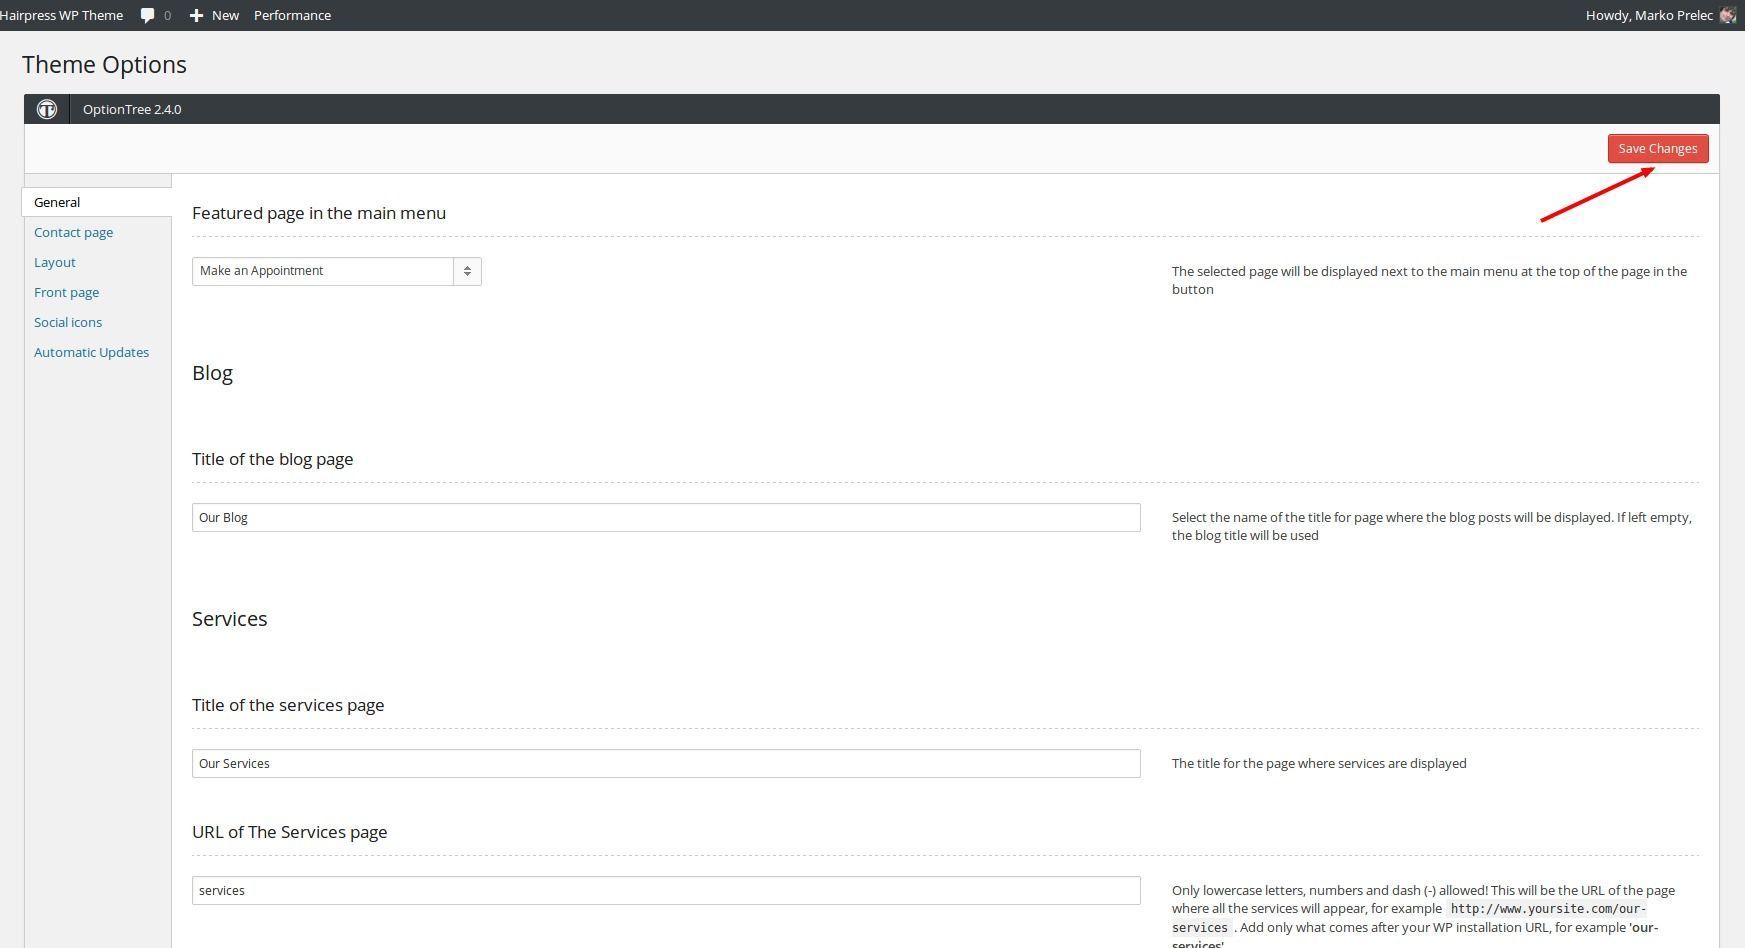 Hairpress WP Theme 0 New Performance Howdy, Marko Prelec
Theme Options
OptionTree 2.4.0
Save Changes
General
Contact page
Layout
Front page
Social icons
Automatic Updates
Featured page in the main menu
Make an Appointment
The selected page will be displayed next to the main menu at the top of the page in the
button
Blog
Title of the blog page
Our Blog
Select the name of the title for page where the blog posts will be displayed. If left empty,
the blog title will be used
Services
Title of the services page
Our Services
The title for the page where services are displayed
URL of The Services page
services
Only lowercase letters, numbers and dash (-) allowed! This will be the URL of the page
where all the services will appear, for example http://www.yoursite.com/our-
services . Add only what comes after your WP installation URL, for example 'our-
services'